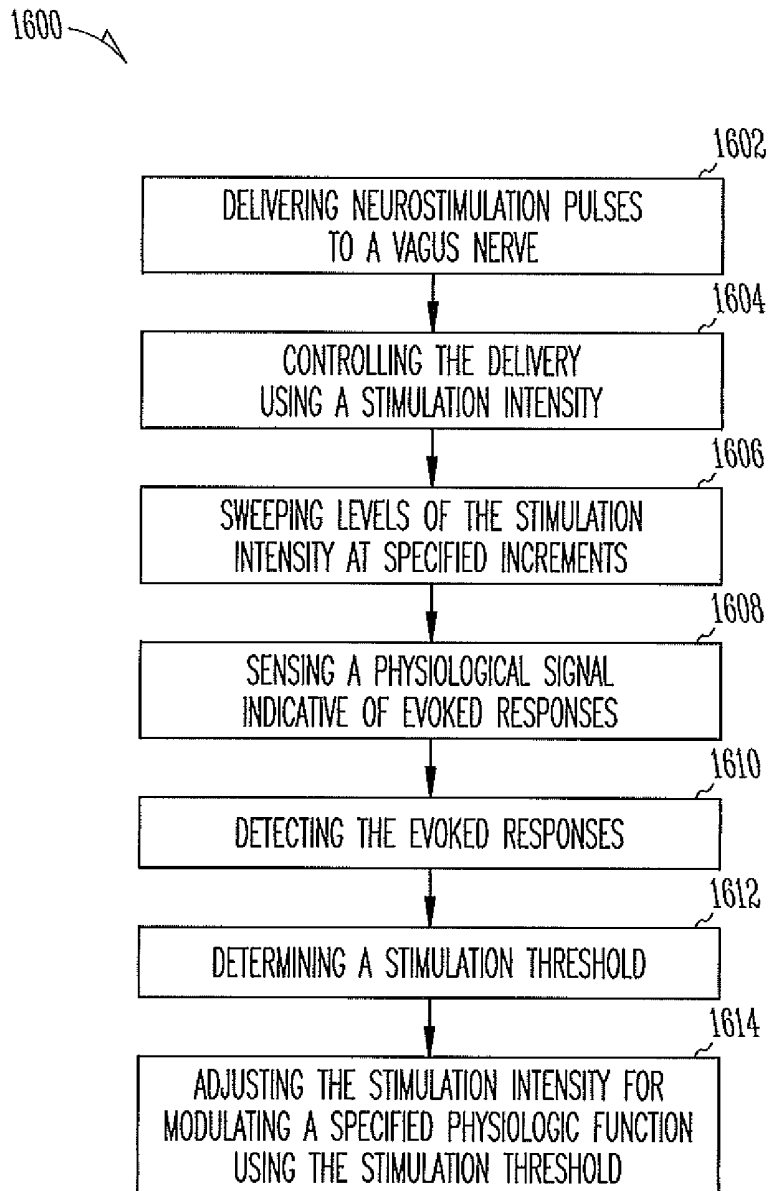 1600
1602
DELIVERING NEUROSTIMULATION PULSES
TO A VAGUS NERVE
1604
CONTROLLING THE DELIVERY
USING A STIMULATION INTENSITY
1606
SWEEPING LEVELS OF THE STIMULATION
INTENSITY AT SPECIFIED INCREMENTS
1608
SENSING A PHYSIOLOGICAL SIGNAL
INDICATIVE OF EVOKED RESPONSES
1610
DETECTING THE EVOKED RESPONSES
1612
DETERMINING A STIMULATION THRESHOLD
1614
ADJUSTING THE STIMULATION INTENSITY FOR
MODULATING A SPECIFIED PHYSIOLOGIC FUNCTION
USING THE STIMULATION THRESHOLD